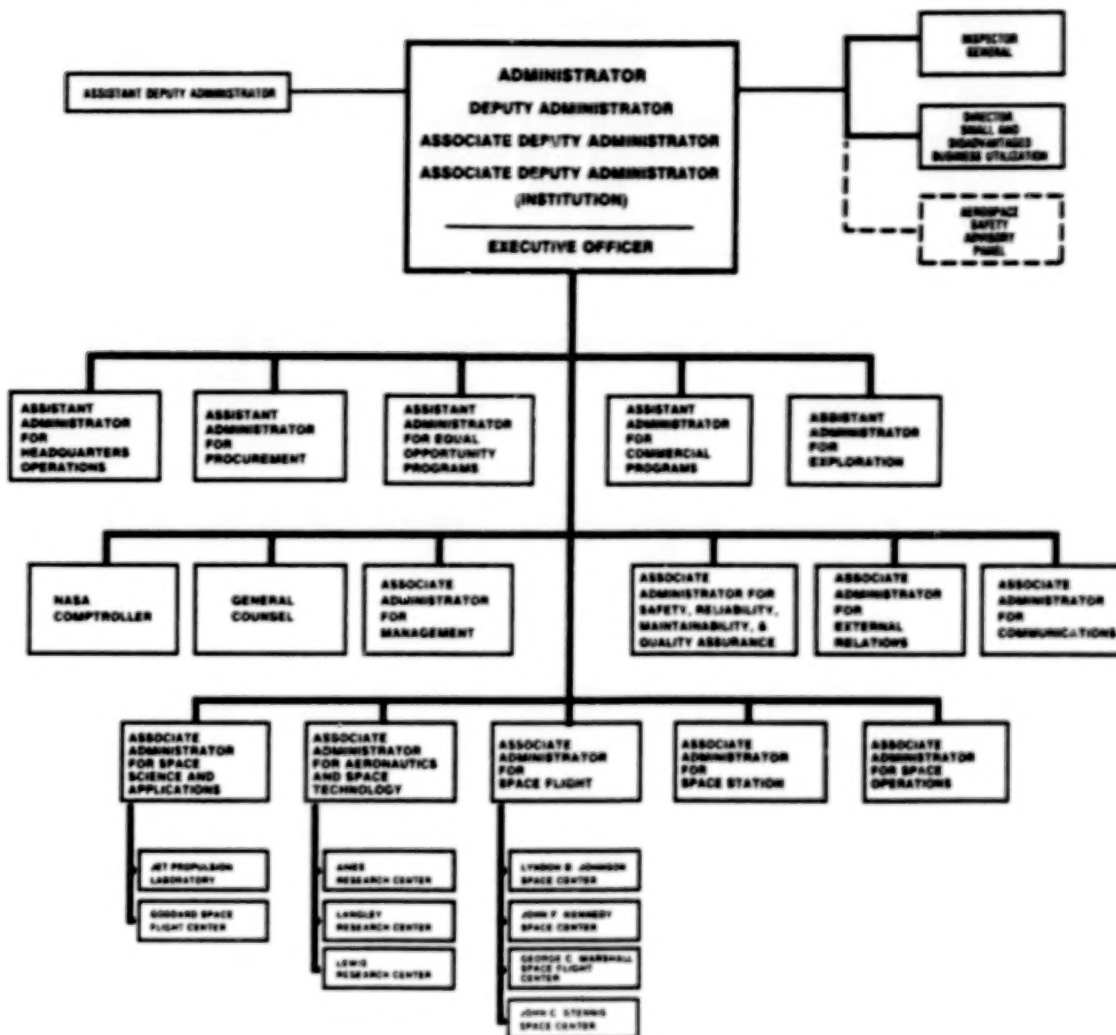 ADMINISTRATOR
DEPUTY ADMINISTRATOR
ASSOCIATE DEPUTY ADMINISTRATOR
ASSOCIATE DEPUTY ADMINISTRATOR
(INSTITUTION)
EXECUTIVE OFFICER
ASSISTANT DEPUTY ADMINISTRATOR
INSPECTOR
GENERAL
DIRECTOR
SMALL AND
DISADVANTAGED
BUSINESS UTILIZATION
AEROSPACE
SAFETY
ADVISORY
PANEL
ASSISTANT
ADMINISTRATOR
FOR
HEADQUARTERS
OPERATIONS
ASSISTANT
ADMINISTRATOR
FOR
PROCUREMENT
ASSISTANT
ADMINISTRATOR
FOR EQUAL
OPPORTUNITY
PROGRAMS
ASSISTANT
ADMINISTRATOR
FOR
COMMERCIAL
PROGRAMS
ASSISTANT
ADMINISTRATOR
FOR
EXPLORATION
NASA
COMPTROLLER
GENERAL
COUNSEL
ASSOCIATE
ADMINISTRATOR
FOR
MANAGEMENT
ASSOCIATE
ADMINISTRATOR FOR
SAFETY, RELIABILITY,
MAINTAINABILITY, &
QUALITY ASSURANCE
ASSOCIATE
ADMINISTRATOR
FOR
EXTERNAL
RELATIONS
ASSOCIATE
ADMINISTRATOR
FOR
COMMUNICATIONS
ASSOCIATE
ADMINISTRATOR
FOR SPACE
SCIENCE AND
APPLICATIONS
ASSOCIATE
ADMINISTRATOR
FOR AERONAUTICS
AND SPACE
TECHNOLOGY
ASSOCIATE
ADMINISTRATOR
FOR
SPACE FLIGHT
ASSOCIATE
ADMINISTRATOR
FOR
SPACE STATION
ASSOCIATE
ADMINISTRATOR
FOR SPACE
OPERATIONS
JET PROPULSION
LABORATORY
GODDARD SPACE
FLIGHT CENTER
AMES
RESEARCH CENTER
LANGLEY
RESEARCH CENTER
LEWIS
RESEARCH CENTER
LYNDON B. JOHNSON
SPACE CENTER
JOHN F. KENNEDY
SPACE CENTER
GEORGE C. MARSHALL
SPACE FLIGHT
CENTER
JOHN C. STENNIS
SPACE CENTER